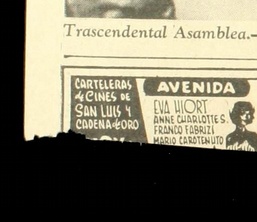 Trascendental Asamblea.—
CARTELERAS
4 CINES DE
SAN LUIS Y
CADENA de ORO
AVENIDA
EVA HIORT
ANNE CHARLOTTE S.
FRANCO FABRIZI
MARIO CAROTENUTO